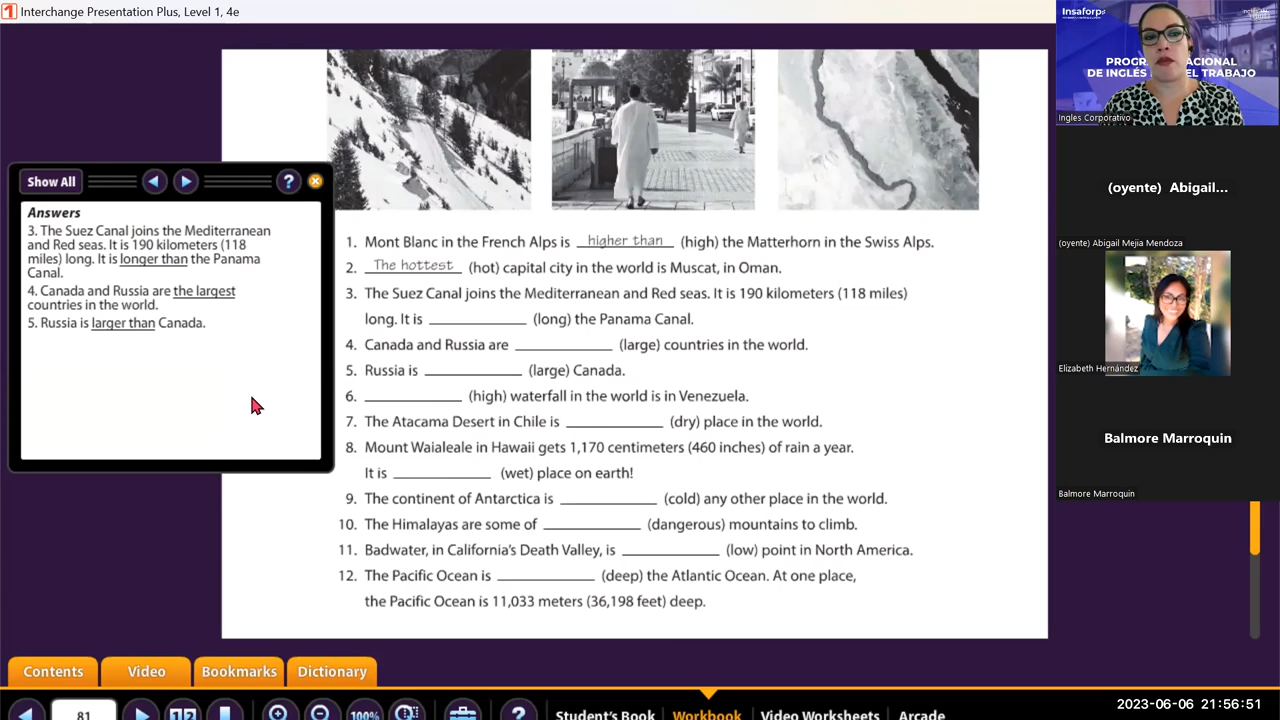 Interchange Presentation Plus, Level 1, 4e
Show All
?
Answers
3. The Suez Canal joins the Mediterranean
and Red seas. It is 190 kilometers (118
miles) long. It is longer than the Panama
Canal.
4. Canada and Russia are the largest
countries in the world.
5. Russia is larger than Canada.
1. Mont Blanc in the French Alps is higher than (high) the Matterhorn in the Swiss Alps.
2. The hottest (hot) capital city in the world is Muscat, in Oman.
3. The Suez Canal joins the Mediterranean and Red seas. It is 190 kilometers (118 miles)
long. It is ____________ (long) the Panama Canal.
4. Canada and Russia are ____________ (large) countries in the world.
5. Russia is ____________ (large) Canada.
6. ____________ (high) waterfall in the world is in Venezuela.
7. The Atacama Desert in Chile is ____________ (dry) place in the world.
8. Mount Waialeale in Hawaii gets 1,170 centimeters (460 inches) of rain a year.
It is ____________ (wet) place on earth!
9. The continent of Antarctica is ____________ (cold) any other place in the world.
10. The Himalayas are some of ____________ (dangerous) mountains to climb.
11. Badwater, in California's Death Valley, is ____________ (low) point in North America.
12. The Pacific Ocean is ____________ (deep) the Atlantic Ocean. At one place,
the Pacific Ocean is 11,033 meters (36,198 feet) deep.
Insaforp
PROGR ACIONAL
DE INGLÉS EL TRABAJO
Ingles Corporativo
(oyente) Abigail...
(oyente) Abigail Mejia Mendoza
Elizabeth Hernández
Balmore Marroquin
Balmore Marroquin
Contents
Video
Bookmarks
Dictionary
81
12
100%
?
Student's Book
Workbook
Video Worksheets
Arcade
2023-06-06 21:56:51